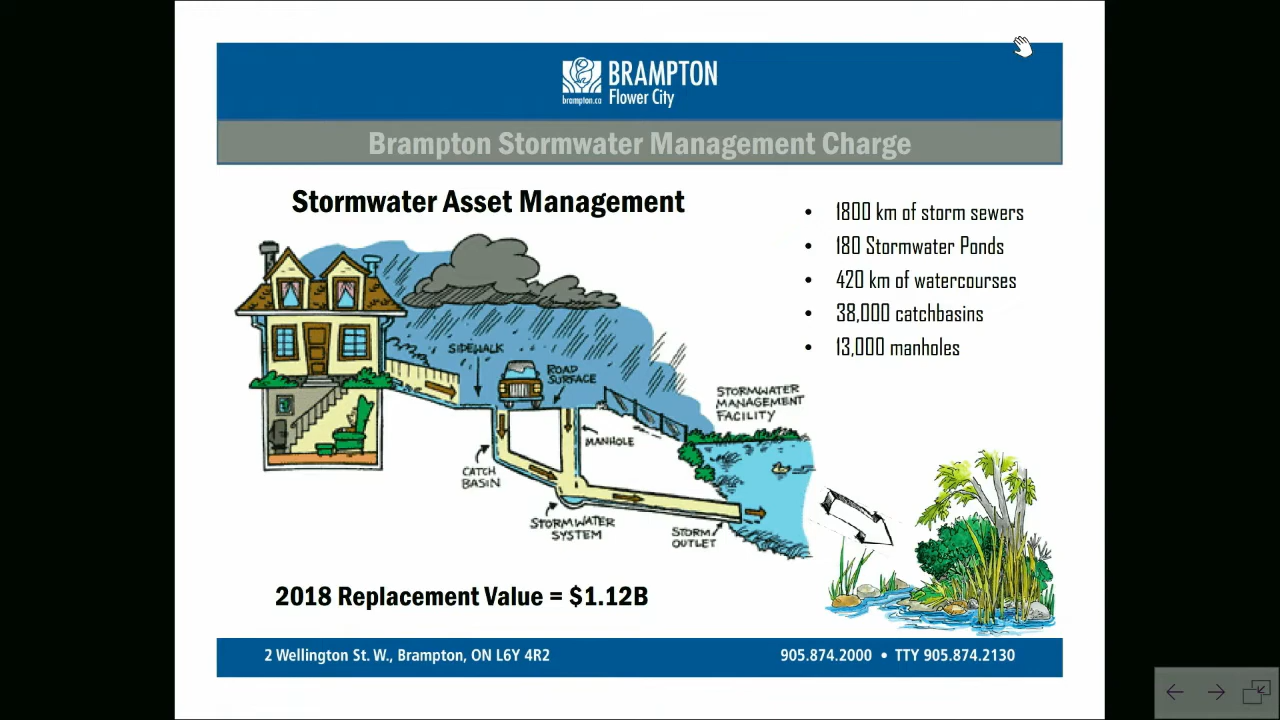 BRAMPTON
brampton.ca
Flower City
Brampton Stormwater Management Charge
Stormwater Asset Management
• 1800 km of storm sewers
• 180 Stormwater Ponds
• 420 km of watercourses
• 38,000 catchbasins
• 13,000 manholes
SIDEWALK
ROAD
SURFACE
STORMWATER
MANAGEMENT
FACILITY
MANHOLE
CATCH
BASIN
STORMWATER
SYSTEM
STORM
OUTLET
2018 Replacement Value = $1.12B
2 Wellington St. W., Brampton, ON L6Y 4R2
905.874.2000 • TTY 905.874.2130